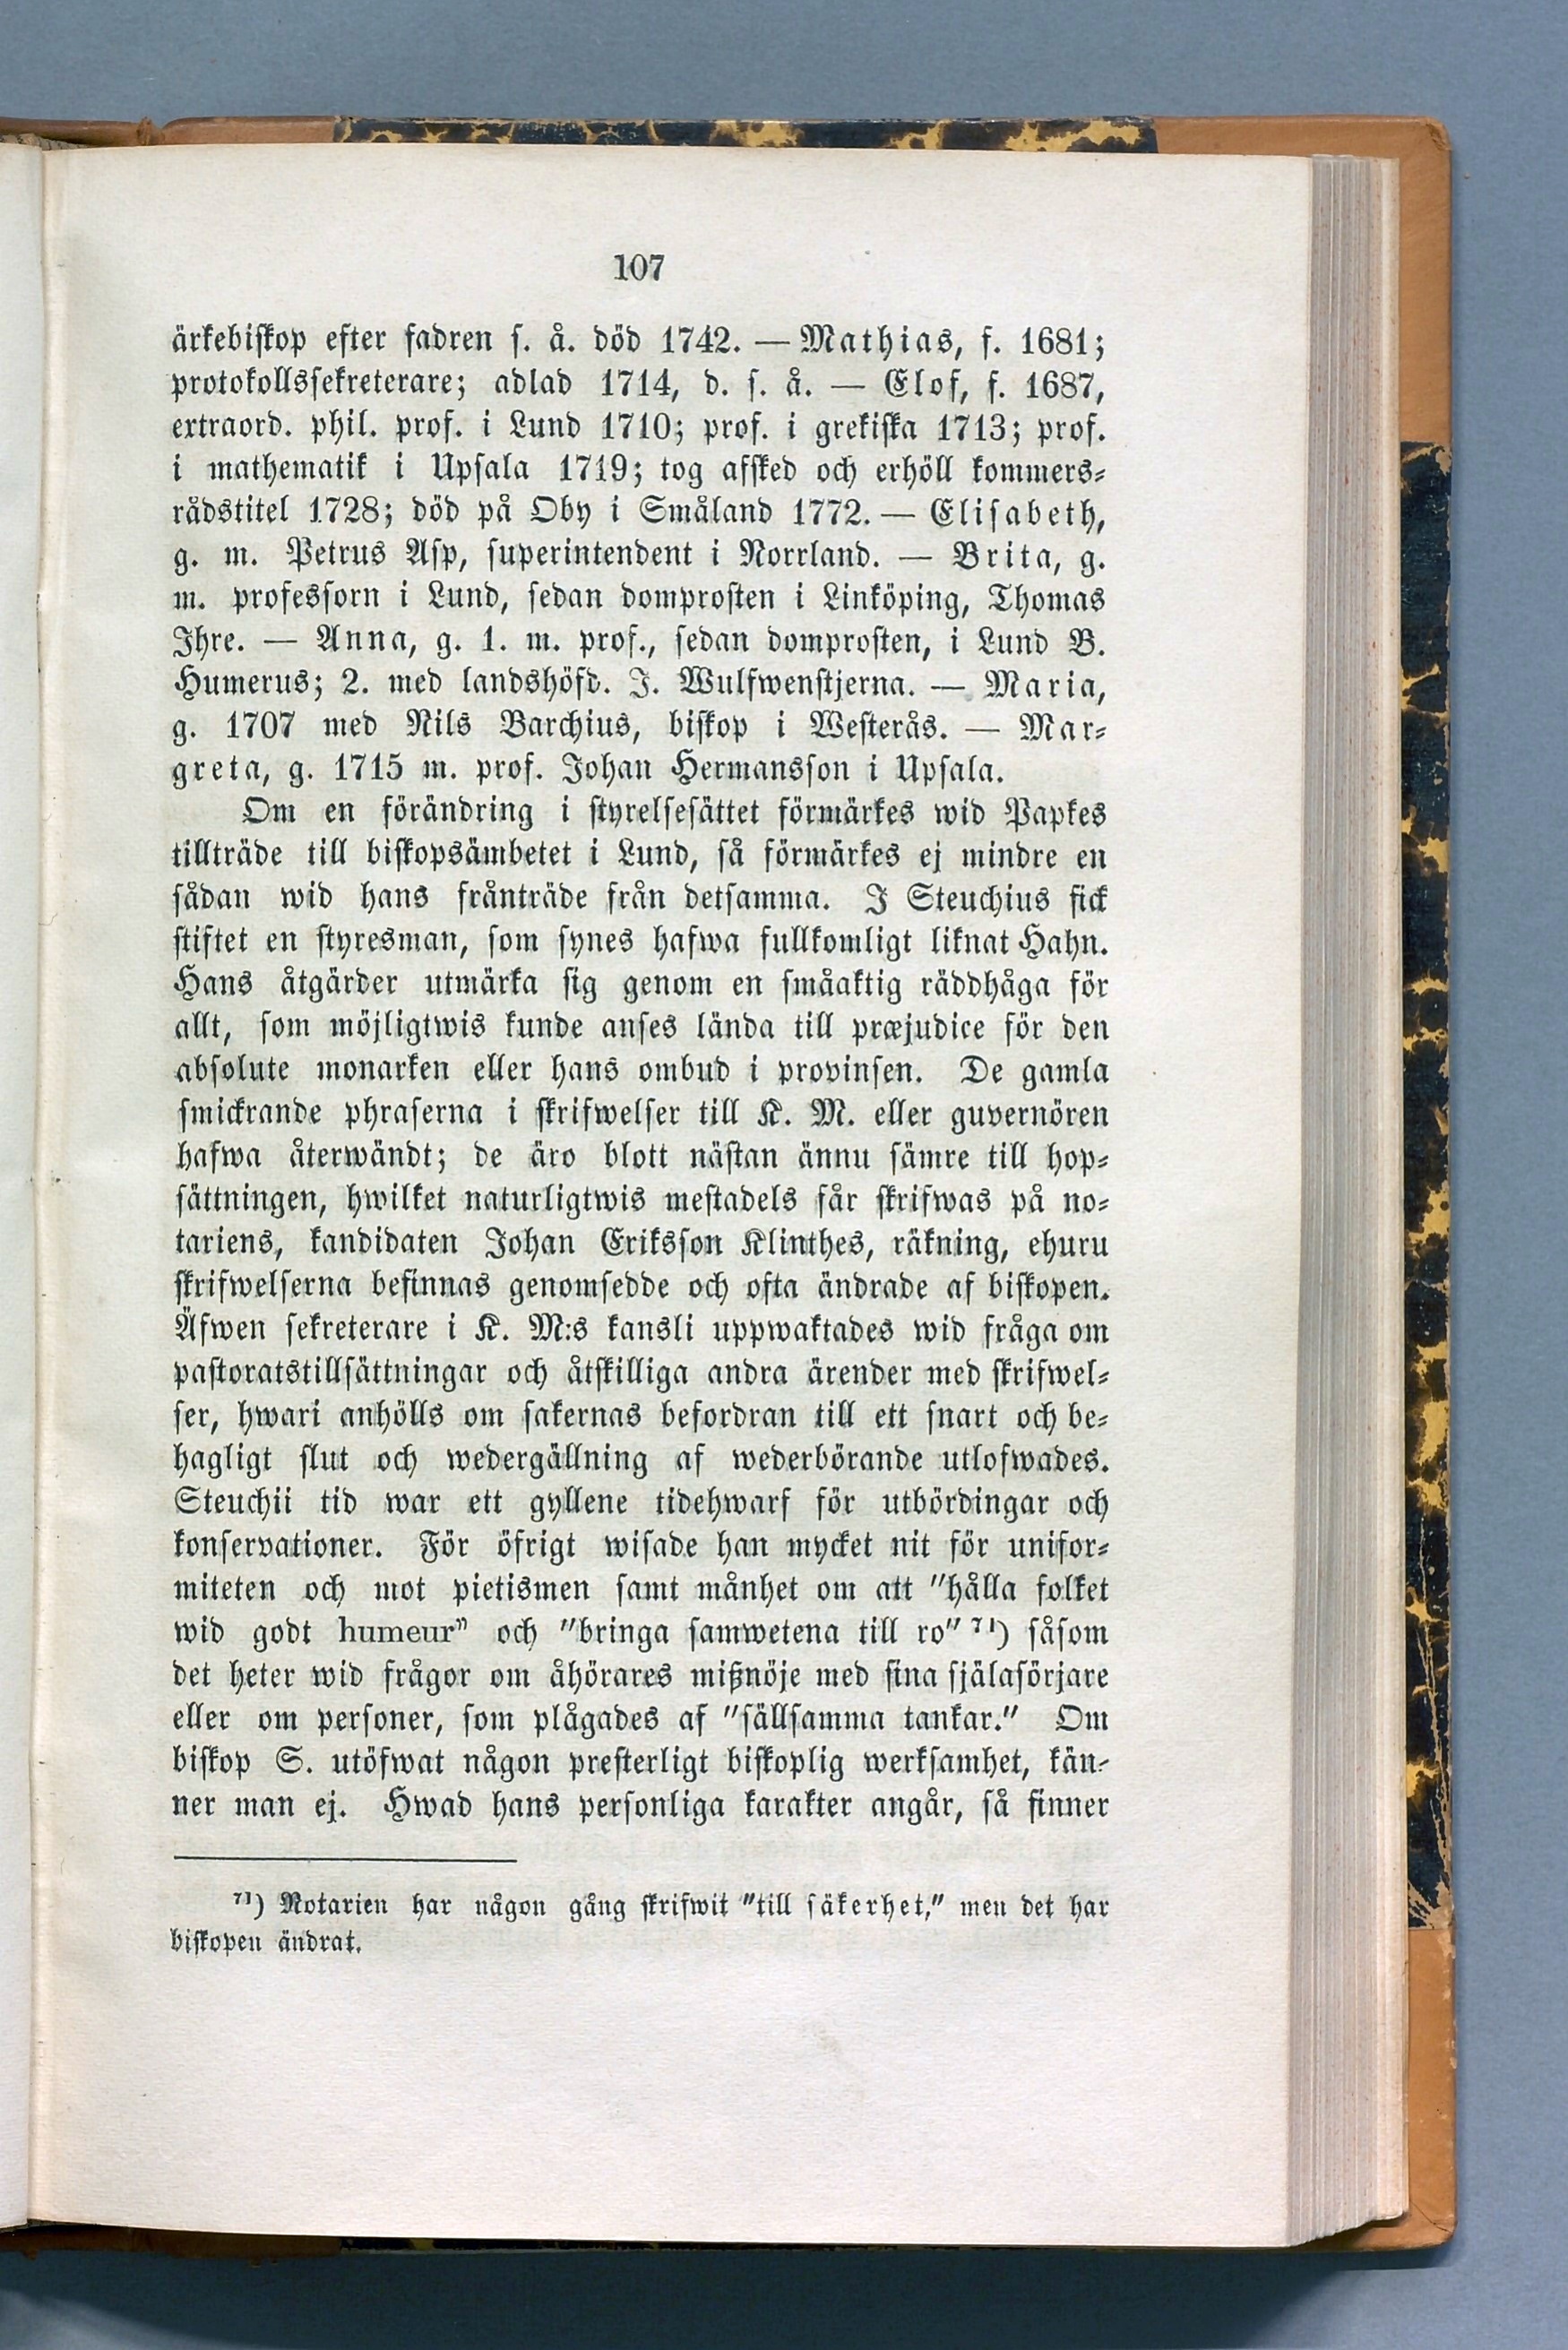 107
ärkebiskop efter fadren s. å. död 1742. — Mathias, f. 1681;
protokollssekreterare; adlad 1714, d. s. å. — Elof, f. 1687,
extraord. phil. prof. i Lund 1710; prof. i grekiska 1713; prof.
i mathematik i Upsala 1719; tog afsked och erhöll kommers-
rådstitel 1728; död på Oby i Småland 1772. — Elisabeth,
g. m. Petrus Asp, superintendent i Norrland. — Brita, g.
m. professorn i Lund, sedan domprosten i Linköping, Thomas
Ihre. — Anna, g. 1. m. prof., sedan domprosten, i Lund B.
Humerus; 2. med landshöfd. J. Wulfwenstjerna. — Maria,
g. 1707 med Nils Barchius, biskop i Westerås. — Mar-
greta, g. 1715 m. prof. Johan Hermansson i Upsala.
Om en förändring i styrelsesättet förmärkes wid Papkes
tillträde till biskopsämbetet i Lund, så förmärkes ej mindre en
sådan wid hans frånträde från detsamma. I Steuchius fick
stiftet en styresman, som synes hafwa fullkomligt liknat Hahn.
Hans åtgärder utmärka sig genom en småaktig räddhåga för
allt, som möjligtwis kunde anses lända till præjudice för den
absolute monarken eller hans ombud i provinsen. De gamla
smickrande phraserna i skrifwelser till K. M. eller guvernören
hafwa återwändt; de äro blott nästan ännu sämre till hop-
sättningen, hwilket naturligtwis mestadels får skrifwas på no-
tariens, kandidaten Johan Eriksson Klinthes, räkning, ehuru
skrifwelserna befinnas genomsedde och ofta ändrade af biskopen.
Äfwen sekreterare i K. M:s kansli uppwaktades wid fråga om
pastoratstillsättningar och åtskilliga andra ärender med skrifwel-
ser, hwari anhölls om sakernas befordran till ett snart och be-
hagligt slut och wedergällning af wederbörande utlofwades.
Steuchii tid war ett gyllene tidehwarf för utbördingar och
konservationer. För öfrigt wisade han mycket nit för unifor-
miteten och mot pietismen samt månhet om att "hålla folket
wid godt humeur" och "bringa samwetena till ro" ⁷¹) såsom
det heter wid frågor om åhörares mißnöje med sina själasörjare
eller om personer, som plågades af "sällsamma tankar." Om
biskop S. utöfwat någon presterligt biskoplig werksamhet, kän-
ner man ej. Hwad hans personliga karakter angår, så finner
⁷¹) Notarien har någon gång skrifwit "till säkerhet," men det har
biskopen ändrat.